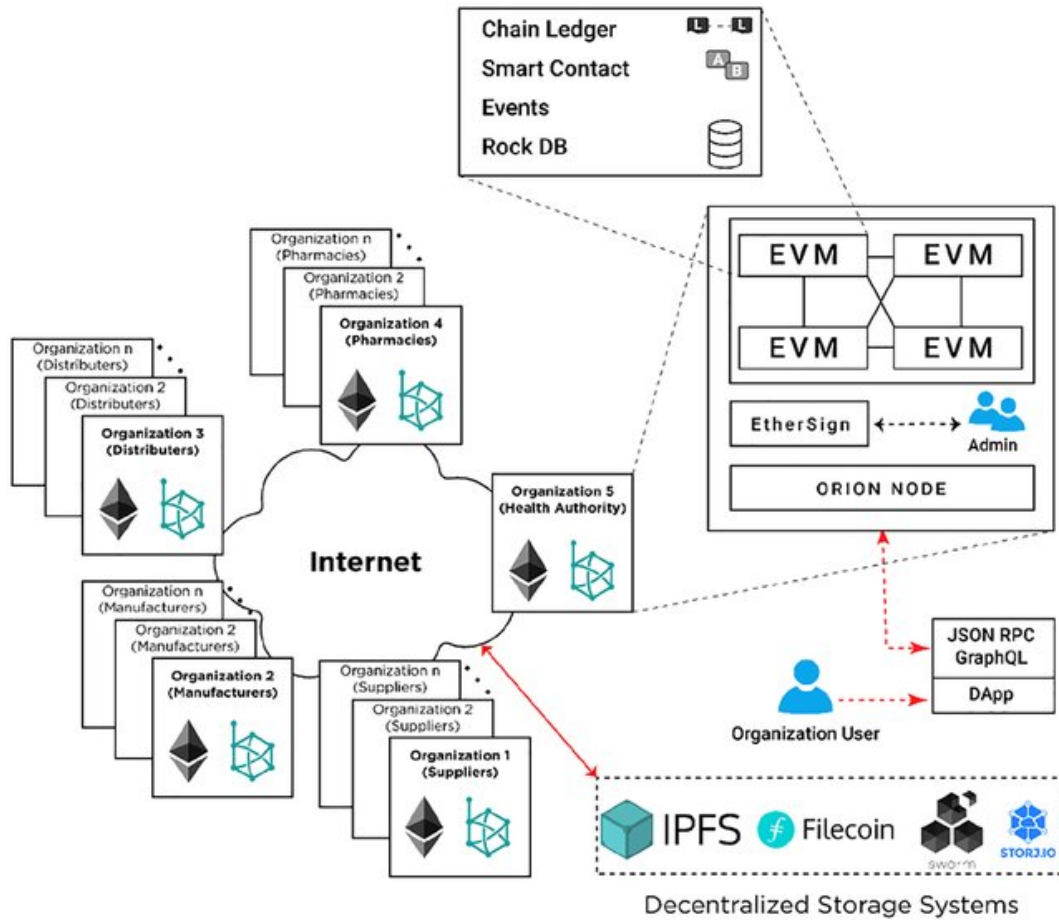 Chain Ledger
L L
Smart Contact
A
B
Events
Rock DB
EVM EVM
EVM EVM
EtherSign
Admin
ORION NODE
Organization n
(Pharmacies)
Organization 2
(Pharmacies)
Organization 4
(Pharmacies)
Organization n
(Distributers)
Organization 2
(Distributers)
Organization 3
(Distributers)
Organization 5
(Health Authority)
Internet
Organization n
(Manufacturers)
Organization 2
(Manufacturers)
Organization 2
(Manufacturers)
Organization n
(Suppliers)
Organization 2
(Suppliers)
Organization 1
(Suppliers)
JSON RPC
GraphQL
DApp
Organization User
IPFS
Filecoin
swarm
STORJ.IO
Decentralized Storage Systems